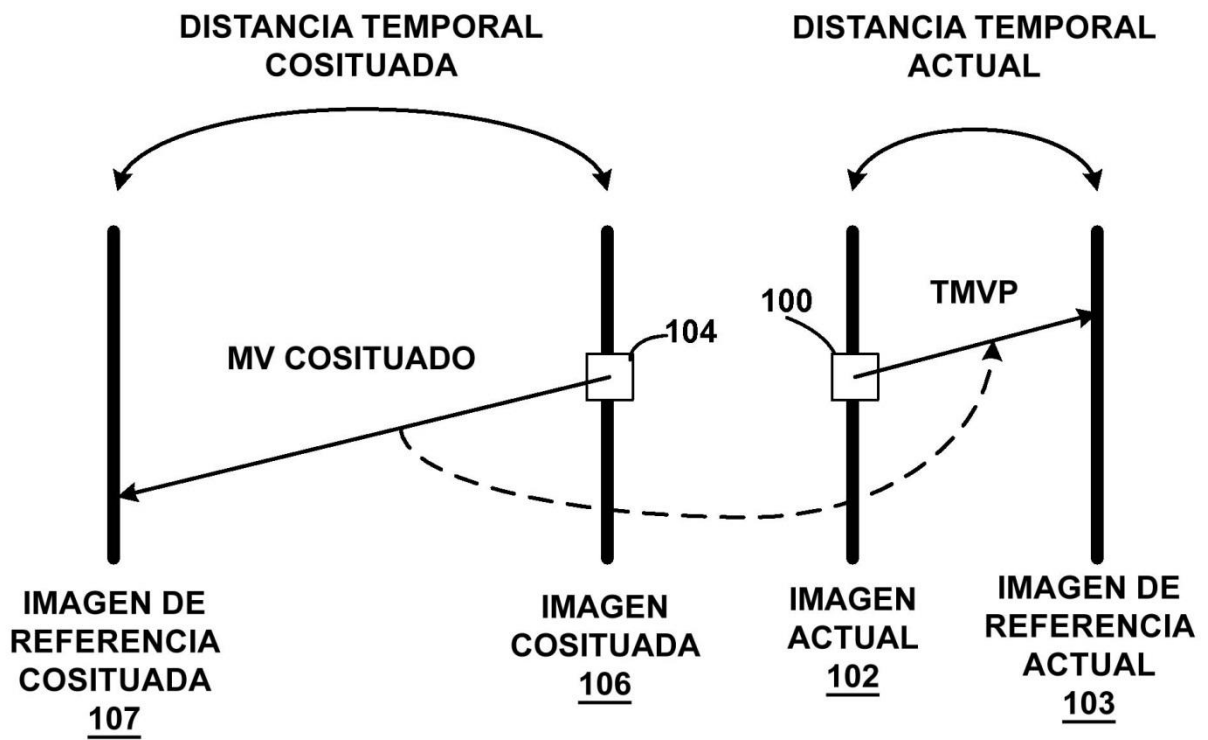 DISTANCIA TEMPORAL
COSITUADA
DISTANCIA TEMPORAL
ACTUAL
MV COSITUADO
104
100
TMVP
IMAGEN DE
REFERENCIA
COSITUADA
107
IMAGEN
COSITUADA
106
IMAGEN
ACTUAL
102
IMAGEN DE
REFERENCIA
ACTUAL
103